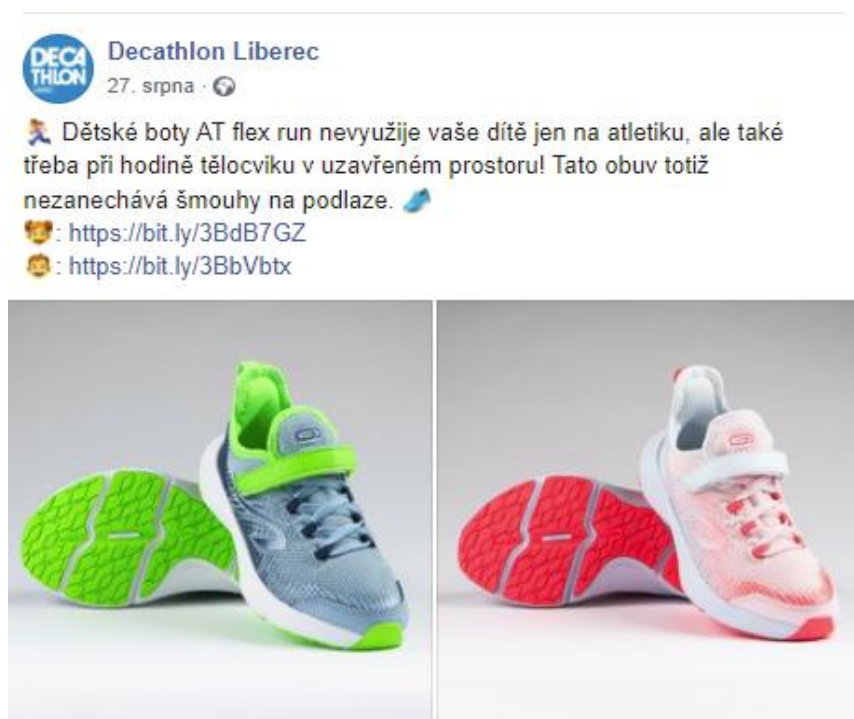 DECA
THLON
Decathlon Liberec
27. srpna ·
🏃 Dětské boty AT flex run nevyužije vaše dítě jen na atletiku, ale také
třeba při hodině tělocviku v uzavřeném prostoru! Tato obuv totiž
nezanechává šmouhy na podlaze. 👟
👧: https://bit.ly/3BdB7GZ
👦: https://bit.ly/3BbVbtx